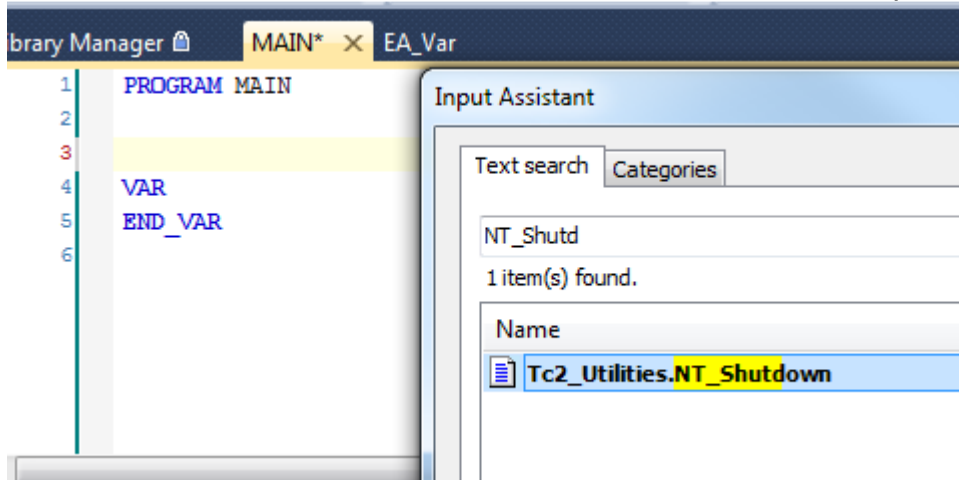 brary Manager MAIN* EA_Var
1 PROGRAM MAIN
2
3
4 VAR
5 END_VAR
6
Input Assistant
Text search Categories
NT_Shutd
1 item(s) found.
Name
Tc2_Utilities.NT_Shutdown